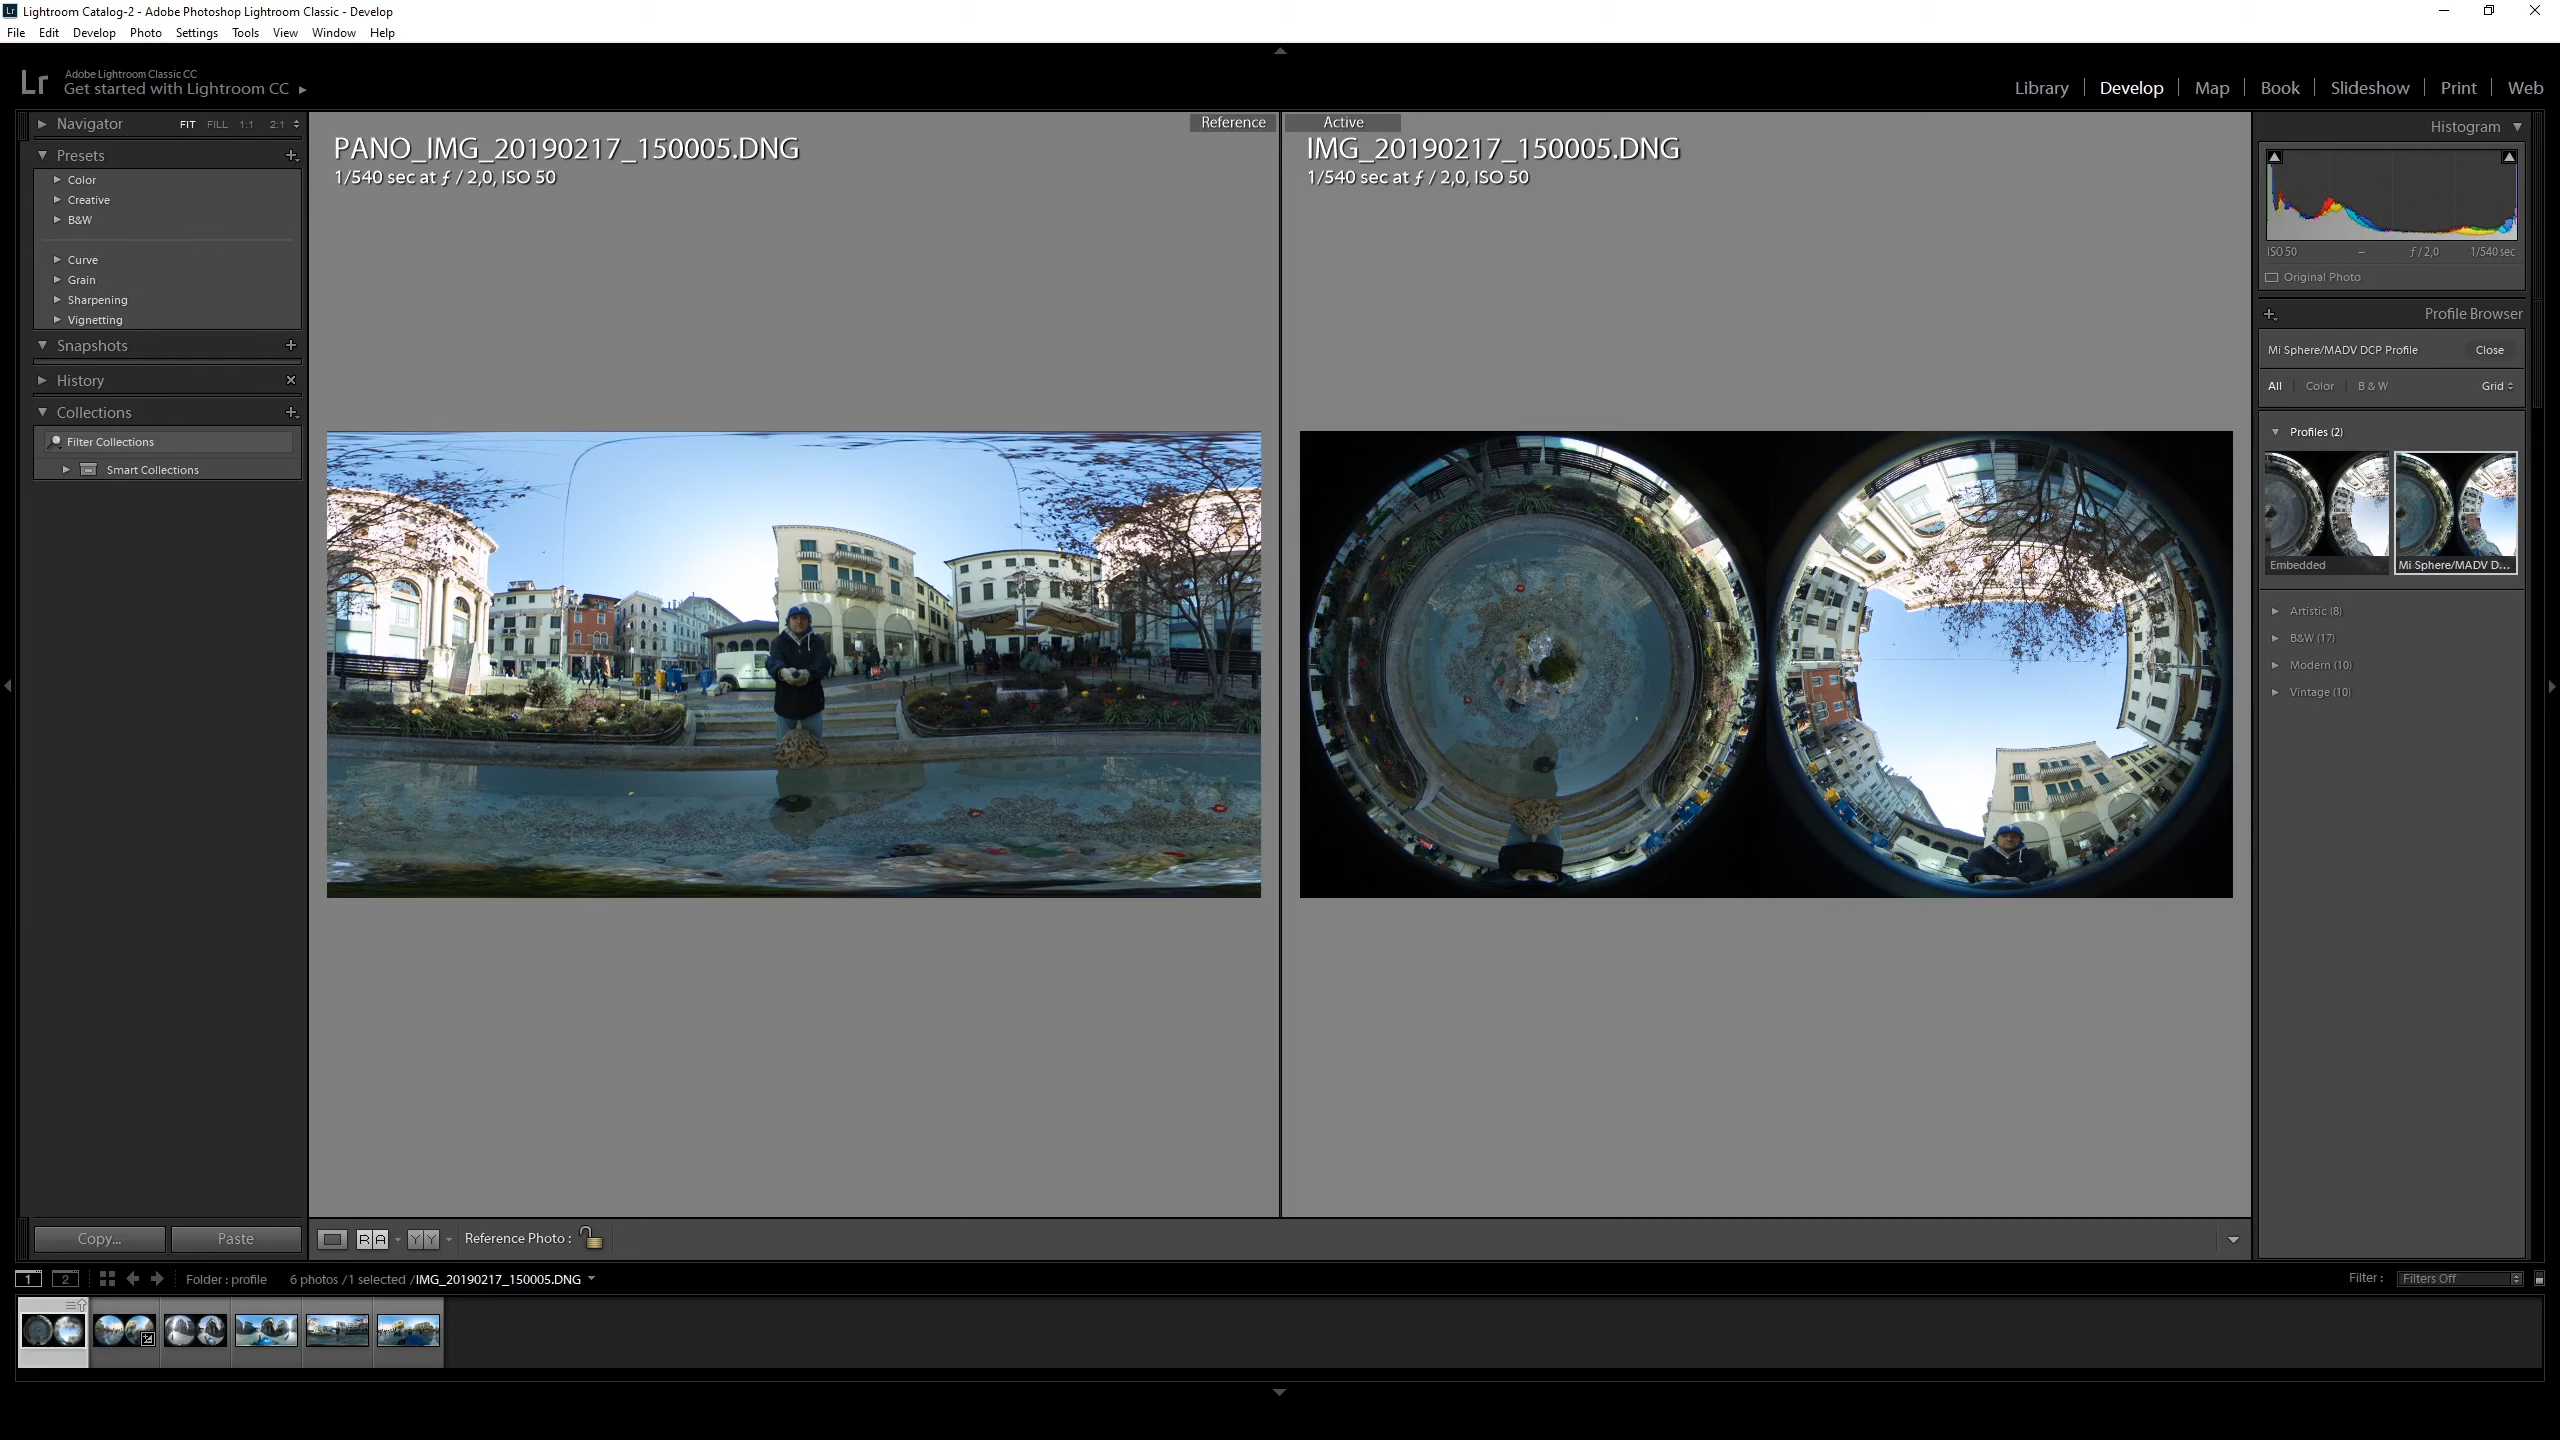 Lr Lightroom Catalog-2 - Adobe Photoshop Lightroom Classic - Develop
File Edit Develop Photo Settings Tools View Window Help
Lr
Adobe Lightroom Classic CC
Get started with Lightroom CC
Library Develop Map Book Slideshow Print Web
Navigator FIT FILL 1:1 2:1
Presets
Color
Creative
B&W
Curve
Grain
Sharpening
Vignetting
Snapshots
History
Collections
Filter Collections
Smart Collections
Copy... Paste
Reference
PANO_IMG_20190217_150005.DNG
1/540 sec at ƒ / 2,0, ISO 50
Active
IMG_20190217_150005.DNG
1/540 sec at ƒ / 2,0, ISO 50
Histogram
ISO 50 – ƒ / 2,0 1/540 sec
Original Photo
Profile Browser
Mi Sphere/MADV DCP Profile Close
All Color B & W Grid
Profiles (2)
Embedded Mi Sphere/MADV D...
Artistic (8)
B&W (17)
Modern (10)
Vintage (10)
R A Y Y Reference Photo :
1 2 Folder : profile 6 photos /1 selected /IMG_20190217_150005.DNG Filter : Filters Off